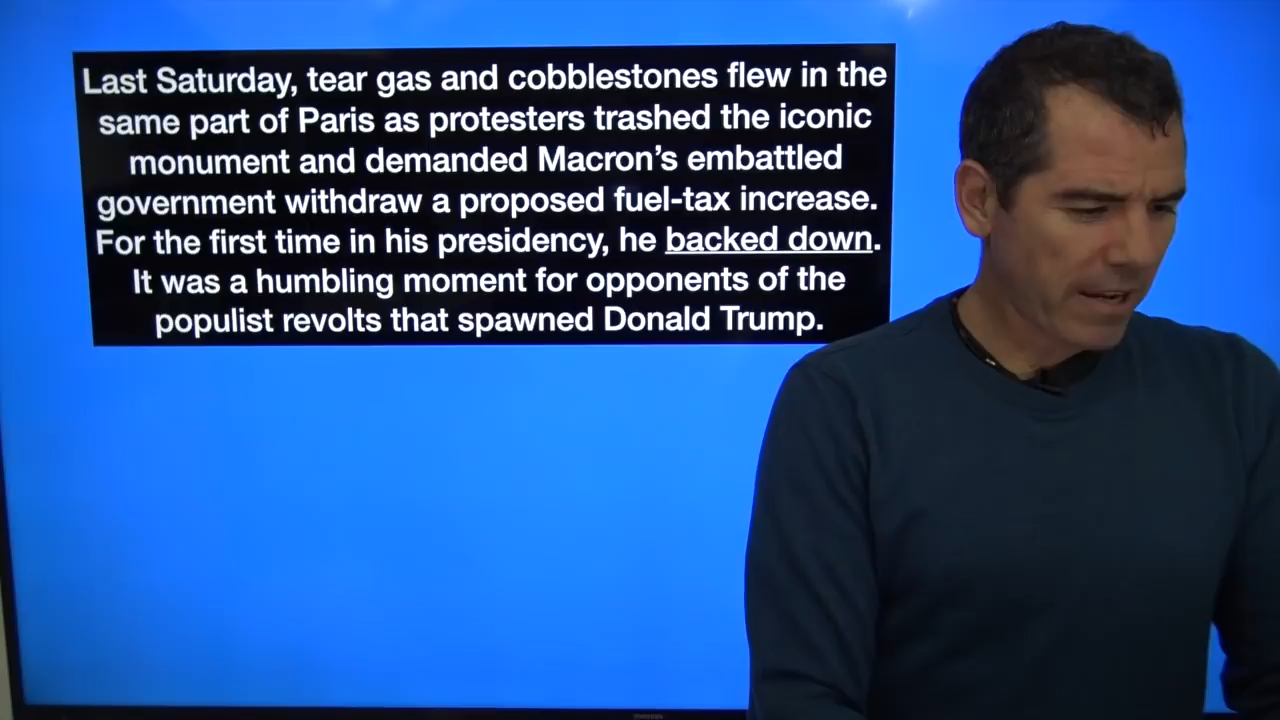 Last Saturday, tear gas and cobblestones flew in the
same part of Paris as protesters trashed the iconic
monument and demanded Macron’s embattled
government withdraw a proposed fuel-tax increase.
For the first time in his presidency, he backed down.
It was a humbling moment for opponents of the
populist revolts that spawned Donald Trump.